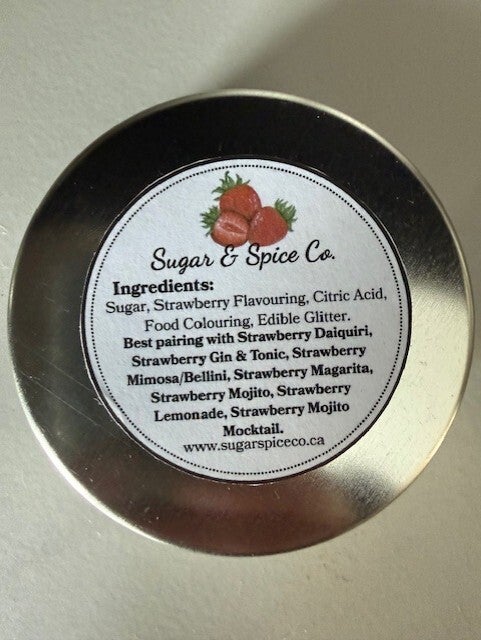 Sugar & Spice Co.
Ingredients:
Sugar, Strawberry Flavouring, Citric Acid,
Food Colouring, Edible Glitter.
Best pairing with Strawberry Daiquiri,
Strawberry Gin & Tonic, Strawberry
Mimosa/Bellini, Strawberry Magarita,
Strawberry Mojito, Strawberry
Lemonade, Strawberry Mojito
Mocktail.
www.sugarspiceco.ca